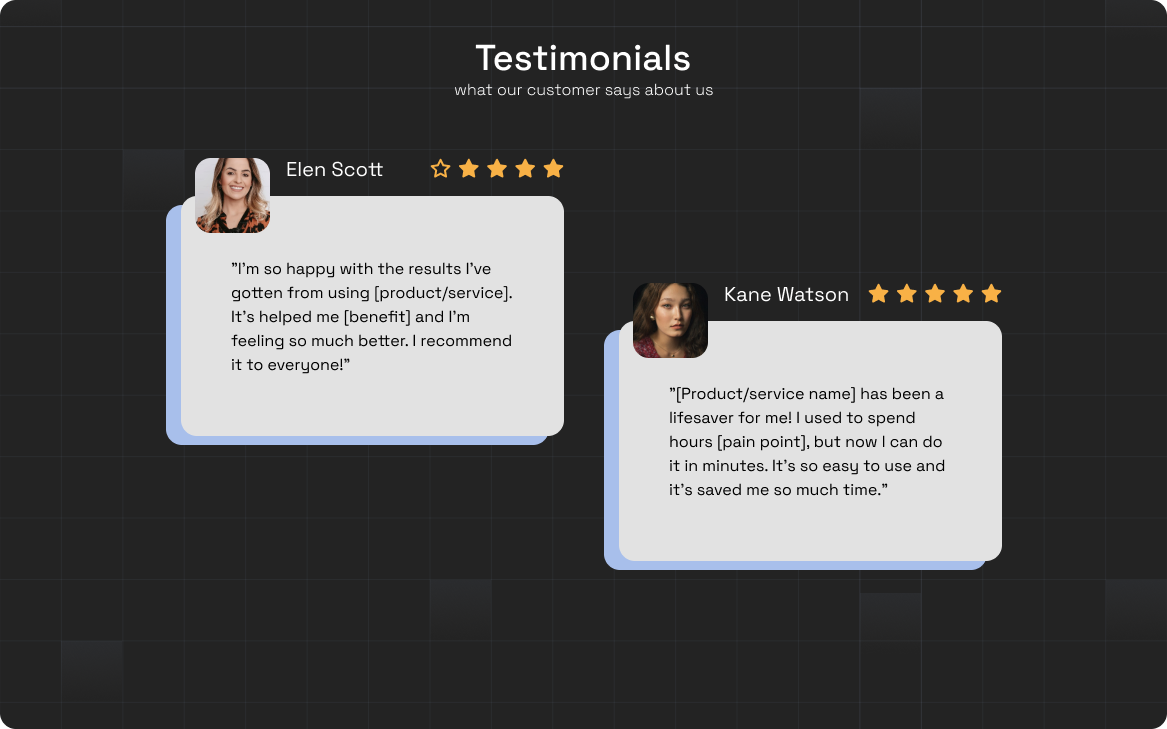 Testimonials
what our customer says about us
Elen Scott
"I'm so happy with the results I've
gotten from using [product/service].
It's helped me [benefit] and I'm
feeling so much better. I recommend
it to everyone!"
Kane Watson
"[Product/service name] has been a
lifesaver for me! I used to spend
hours [pain point], but now I can do
it in minutes. It's so easy to use and
it's saved me so much time."